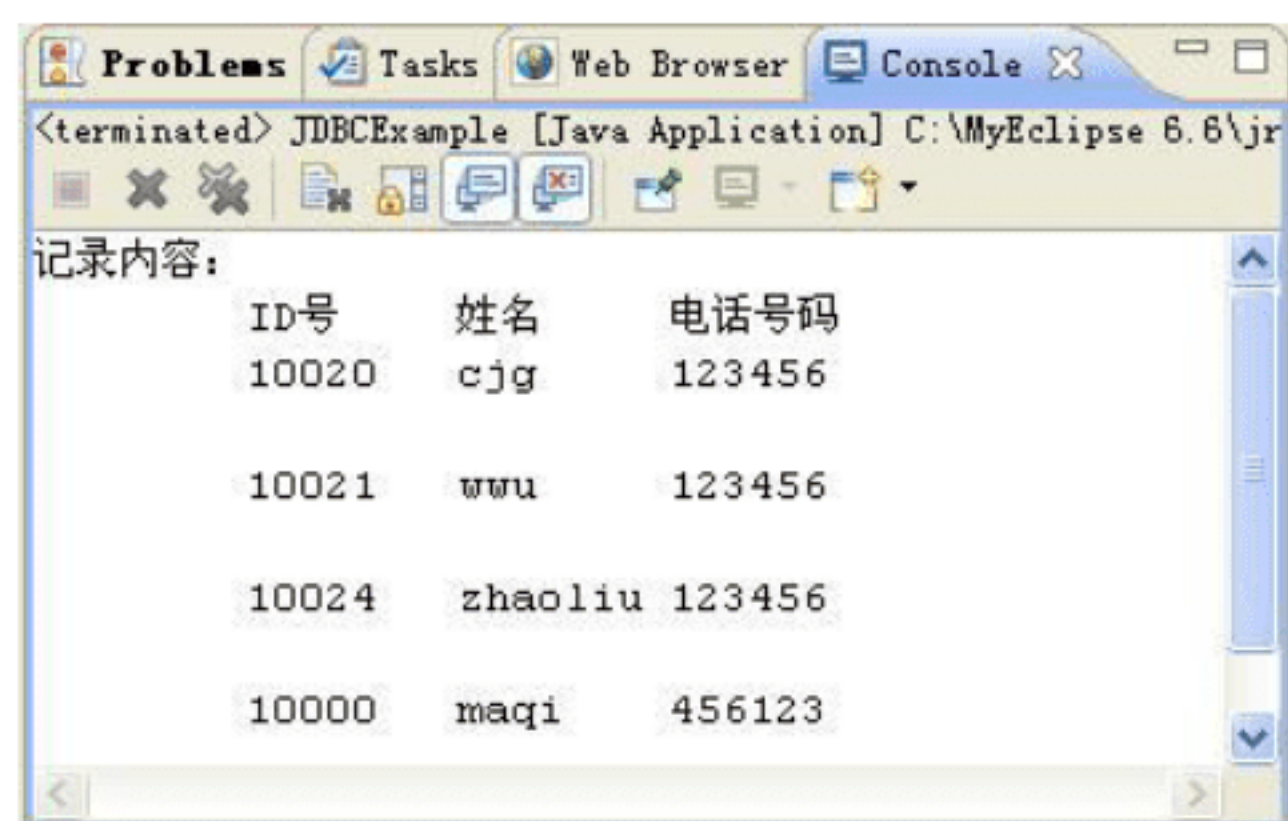 Problems Tasks Web Browser Console
<terminated> JDBCExample [Java Application] C:\MyEclipse 6.6\jr
记录内容:
ID号 姓名 电话号码
10020 cjg 123456
10021 wwu 123456
10024 zhaoliu 123456
10000 maqi 456123